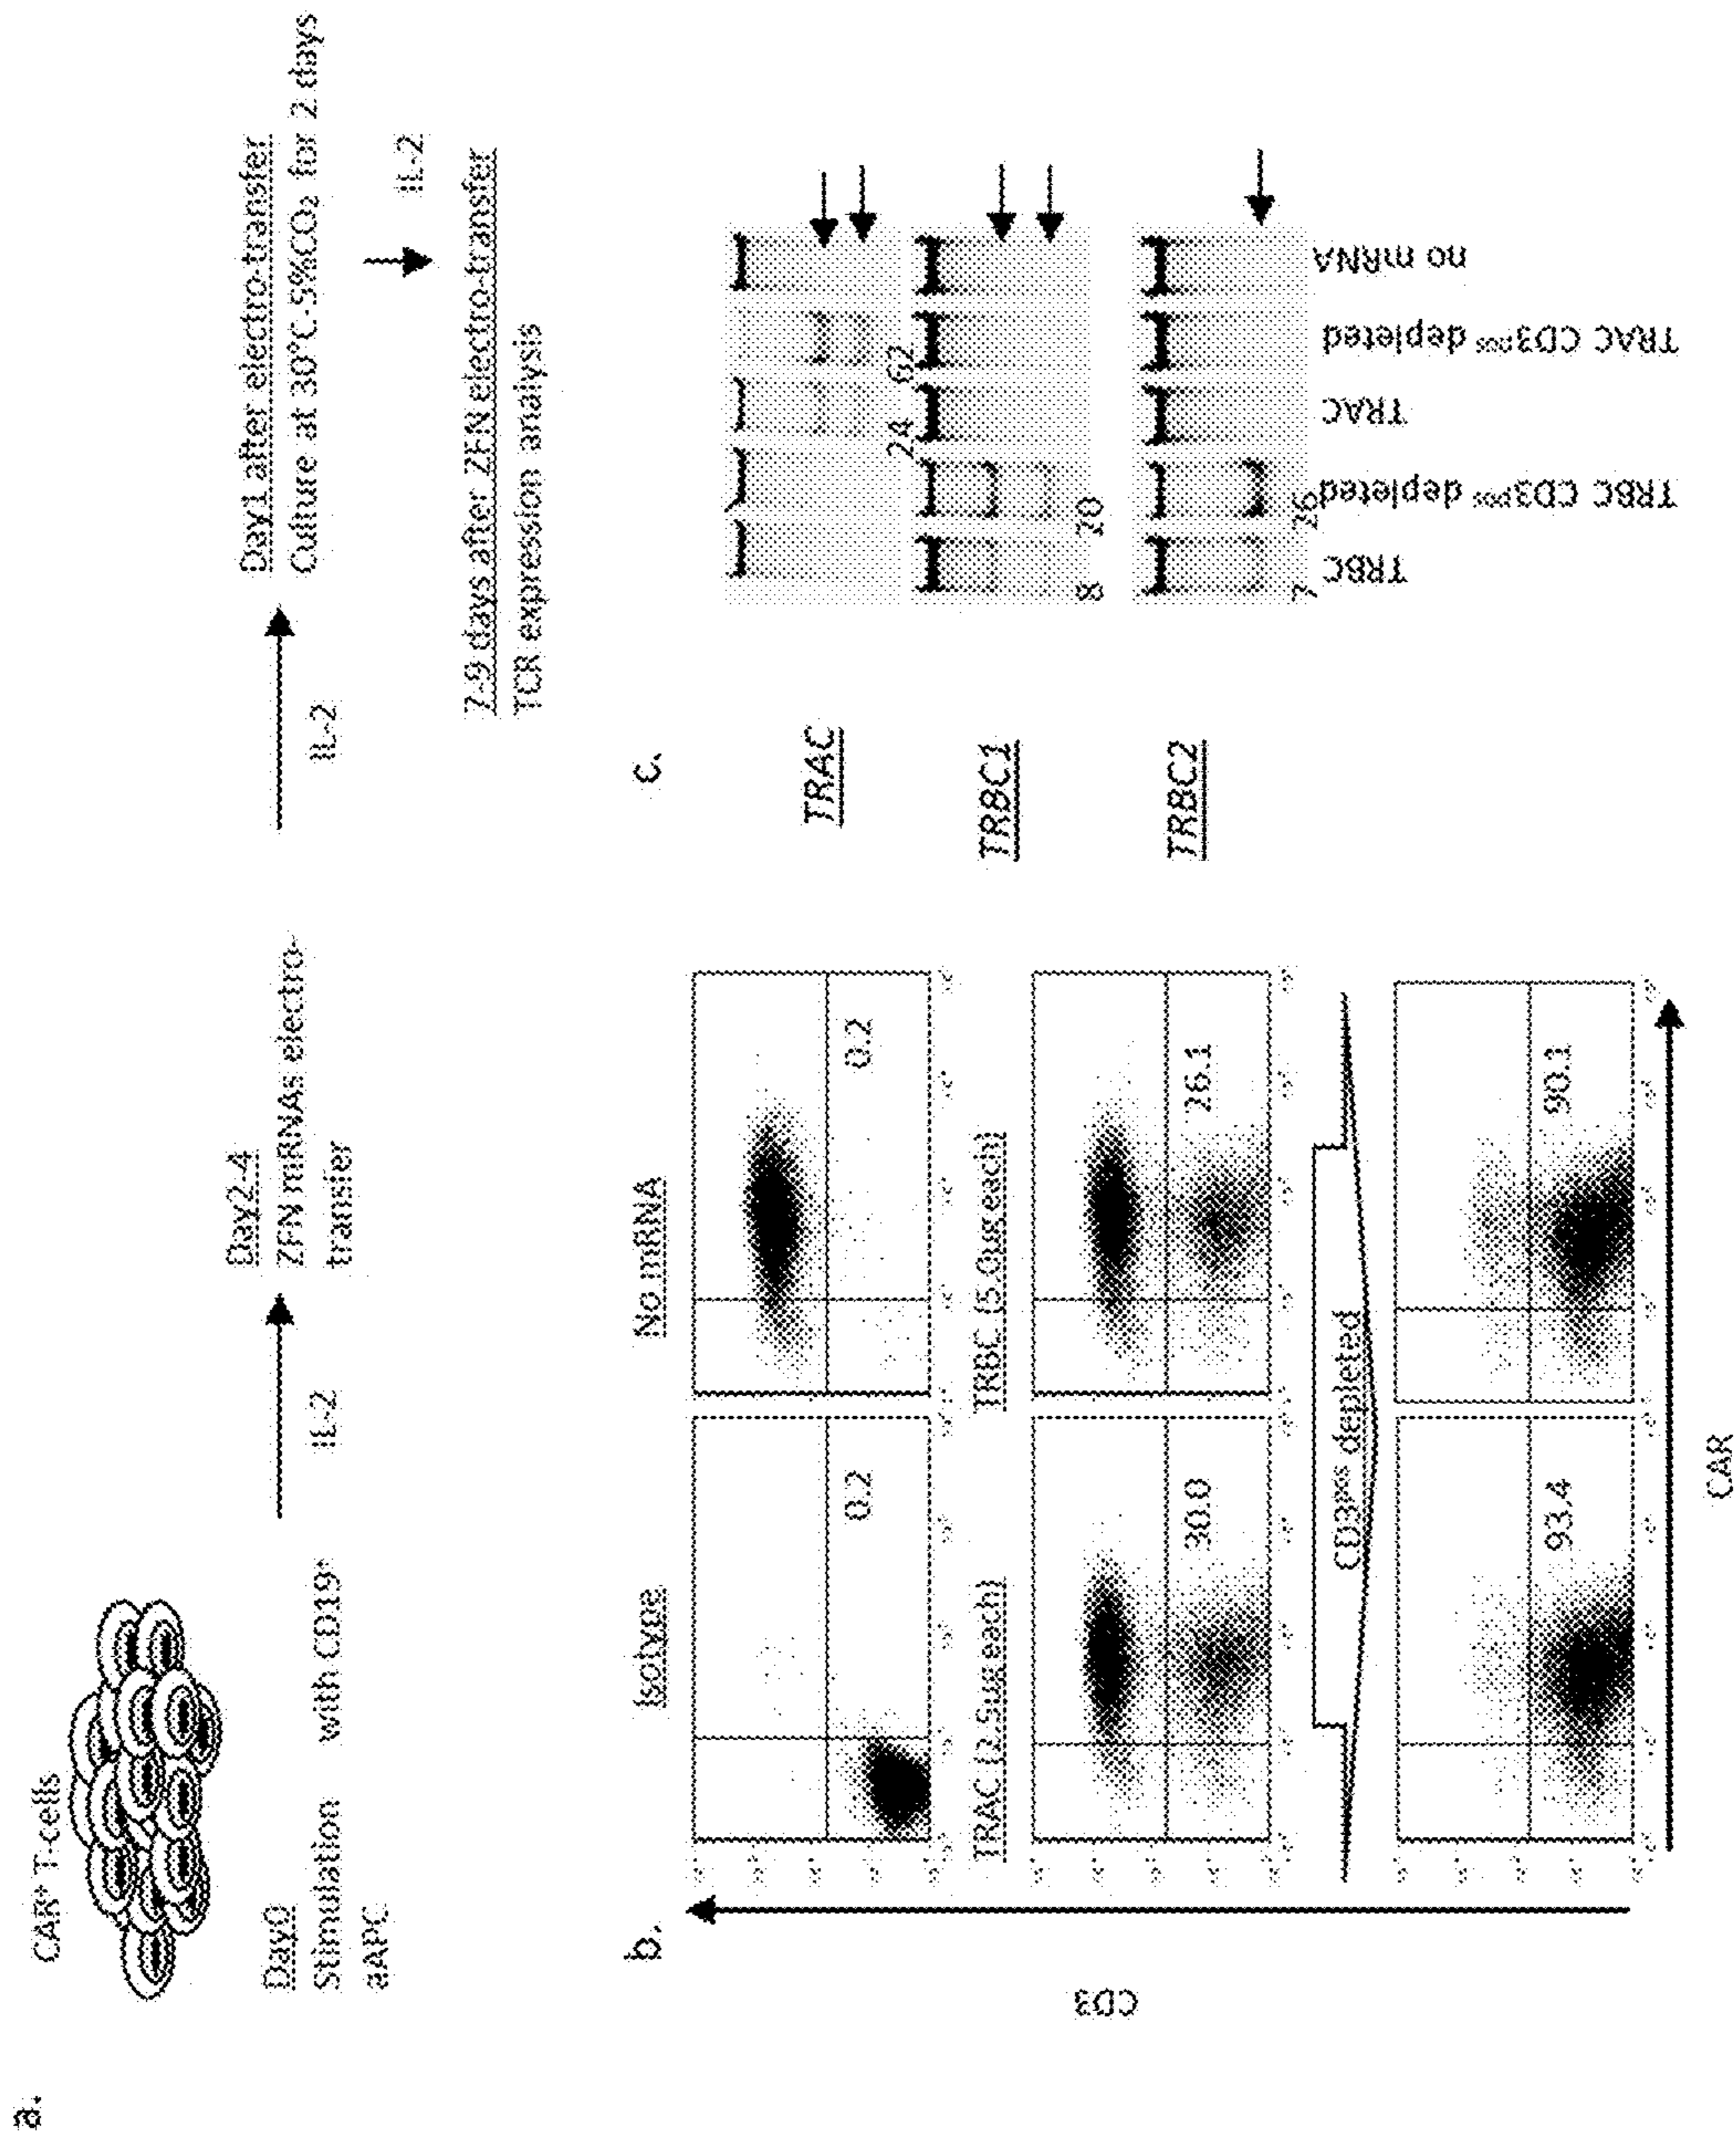 a.
CAR⁺ T-cells
Day0
Stimulation with CD19⁺
aAPC
IL-2
Day2-4
ZFN mRNAs electro-
transfer
IL-2
Day1 after electro-transfer
Culture at 30°C-5%CO₂ for 2 days
IL-2
7-9 days after ZFN electro-transfer
TCR expression analysis
b.
CD3
Isotype
No mRNA
0.2
0.2
TRAC (2.5ug each)
TRBC (5.0ug each)
30.0
26.1
CD3ᵖᵒˢ depleted
93.4
90.1
CAR
c.
TRAC
24
62
TRBC1
8
20
TRBC2
7
26
TRBC
TRBC CD3ᵖᵒˢ depleted
TRAC
TRAC CD3ᵖᵒˢ depleted
no mRNA